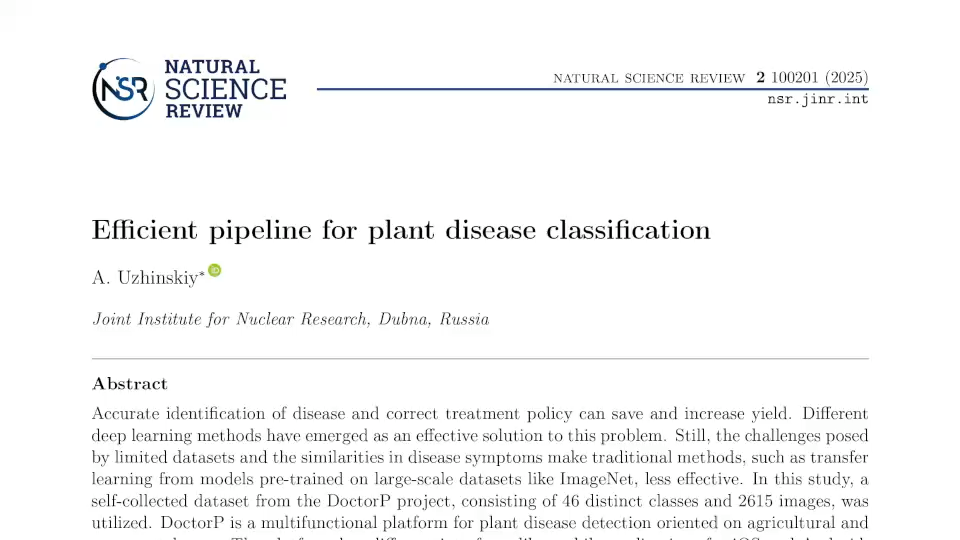 NSR
NATURAL
SCIENCE
REVIEW
NATURAL SCIENCE REVIEW 2 100201 (2025)
nsr.jinr.int
Efficient pipeline for plant disease classification
A. Uzhinskiy* iD
Joint Institute for Nuclear Research, Dubna, Russia
Abstract
Accurate identification of disease and correct treatment policy can save and increase yield. Different
deep learning methods have emerged as an effective solution to this problem. Still, the challenges posed
by limited datasets and the similarities in disease symptoms make traditional methods, such as transfer
learning from models pre-trained on large-scale datasets like ImageNet, less effective. In this study, a
self-collected dataset from the DoctorP project, consisting of 46 distinct classes and 2615 images, was
utilized. DoctorP is a multifunctional platform for plant disease detection oriented on agricultural and